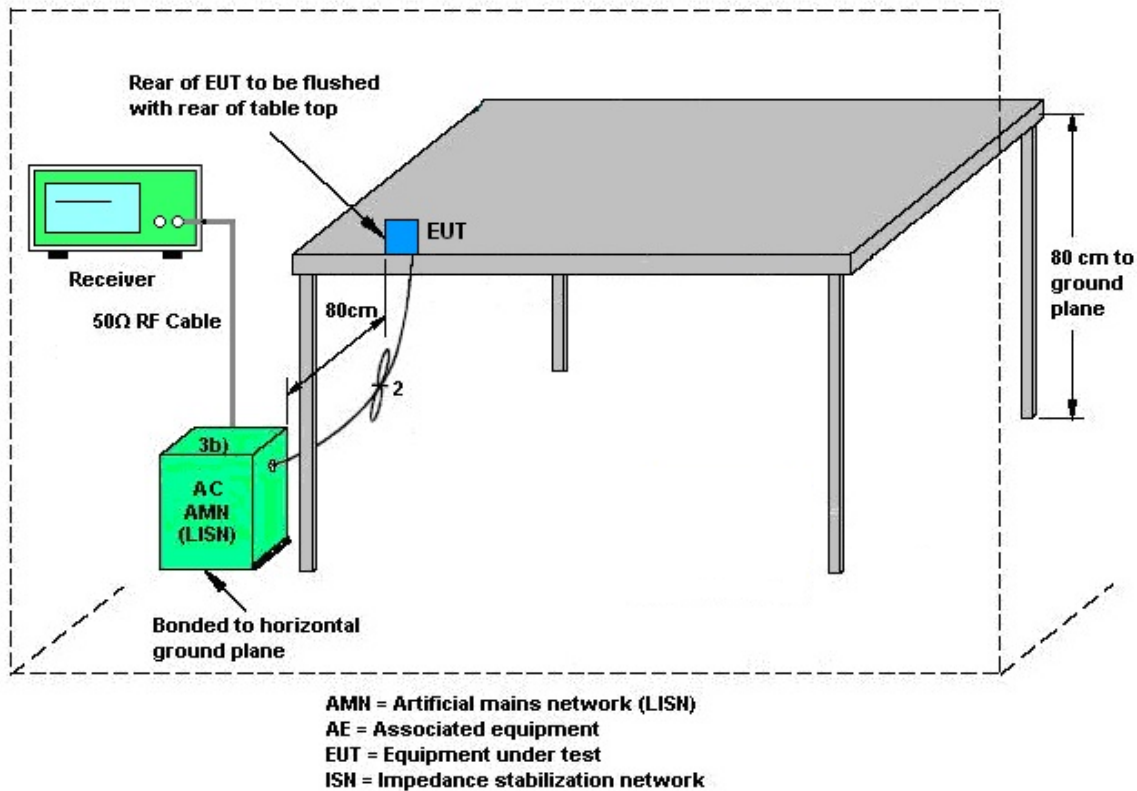 Rear of EUT to be flushed
with rear of table top
EUT
Receiver
50Ω RF Cable
80cm
80 cm to
ground
plane
2
3b)
AC
AMN
(LISN)
Bonded to horizontal
ground plane
AMN = Artificial mains network (LISN)
AE = Associated equipment
EUT = Equipment under test
ISN = Impedance stabilization network